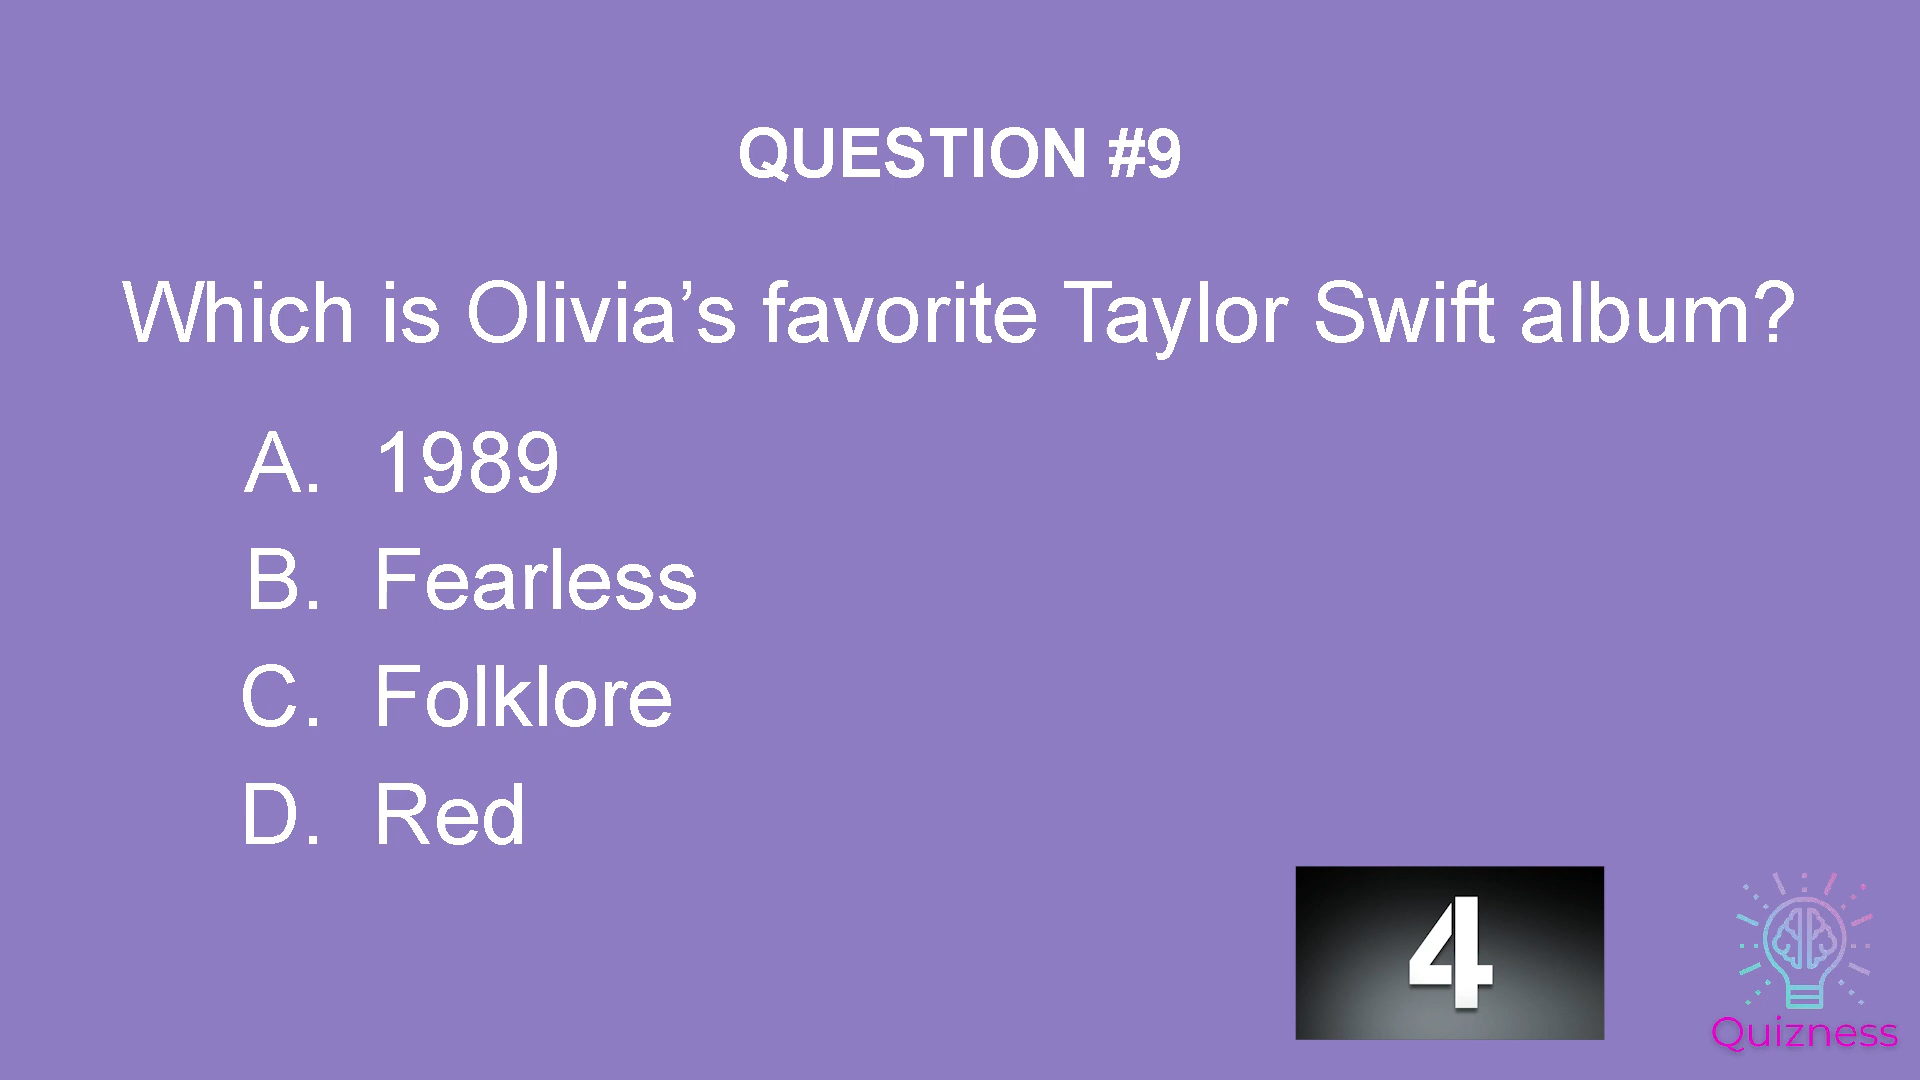 QUESTION #9
Which is Olivia’s favorite Taylor Swift album?
A. 1989
B. Fearless
C. Folklore
D. Red
4
Quizness